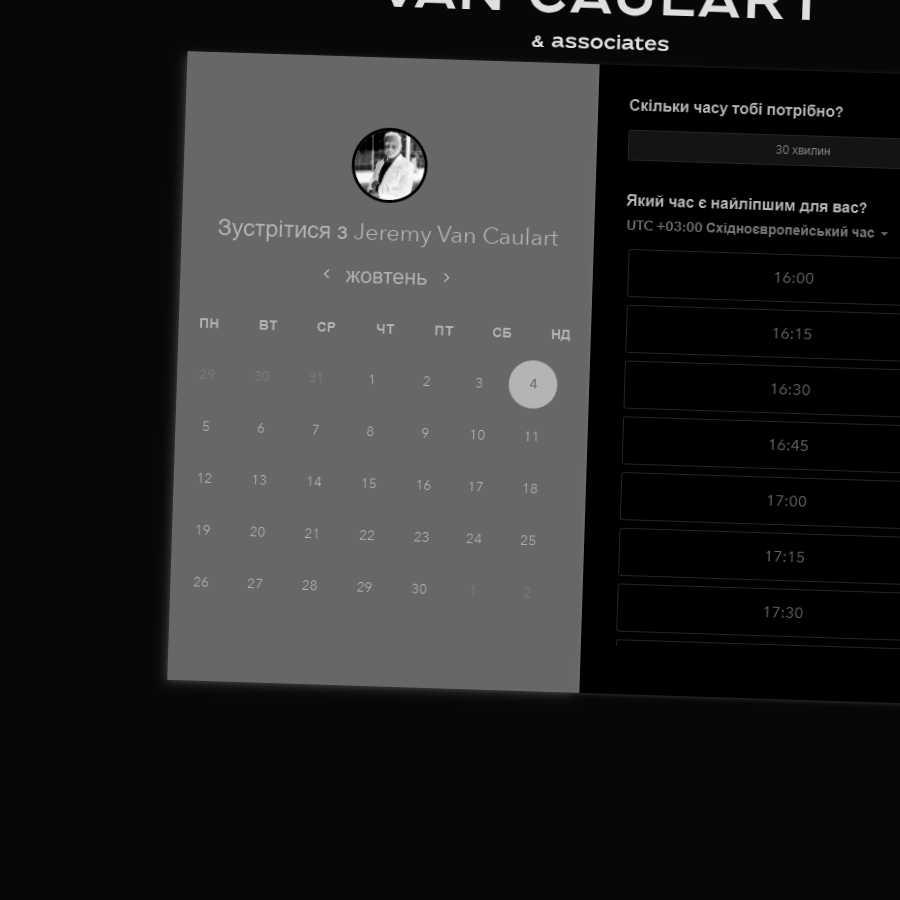 VAN CAULART
& associates
Зустрітися з Jeremy Van Caulart
жовтень
ПН ВТ СР ЧТ ПТ СБ НД
29 30 31 1 2 3 4
5 6 7 8 9 10 11
12 13 14 15 16 17 18
19 20 21 22 23 24 25
26 27 28 29 30 1 2
Скільки часу тобі потрібно?
30 хвилин
Який час є найліпшим для вас?
UTC +03:00 Східноєвропейський час
16:00
16:15
16:30
16:45
17:00
17:15
17:30